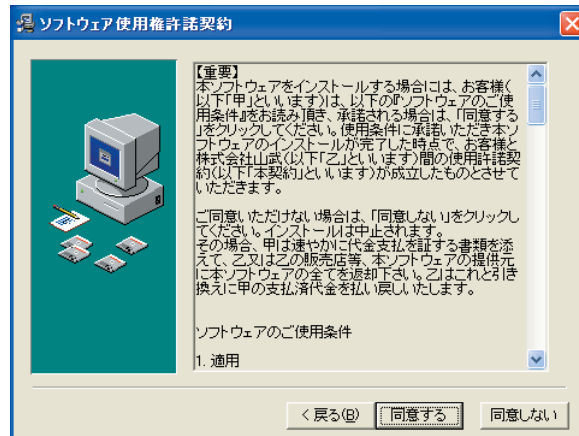 ソフトウェア使用権許諾契約
【重要】
本ソフトウェアをインストールする場合には、お客様(
以下「甲」といいます)は、以下の『ソフトウェアのご使
用条件』をお読み頂き、承諾される場合は、「同意する
」をクリックしてください。使用条件に承諾いただき本ソ
フトウェアのインストールが完了した時点で、お客様と
株式会社山武(以下「乙」といいます)間の使用許諾契
約(以下「本契約」といいます)が成立したものとさせて
いただきます。
ご同意いただけない場合は、「同意しない」をクリックし
てください。インストールは中止されます。
その場合、甲は速やかに代金支払を証する書類を添
えて、乙又は乙の販売店等、本ソフトウェアの提供元
に本ソフトウェアの全てを返却下さい。乙はこれと引き
換えに甲の支払済代金を払い戻しいたします。
ソフトウェアのご使用条件
1. 適用
< 戻る(B)
同意する
同意しない